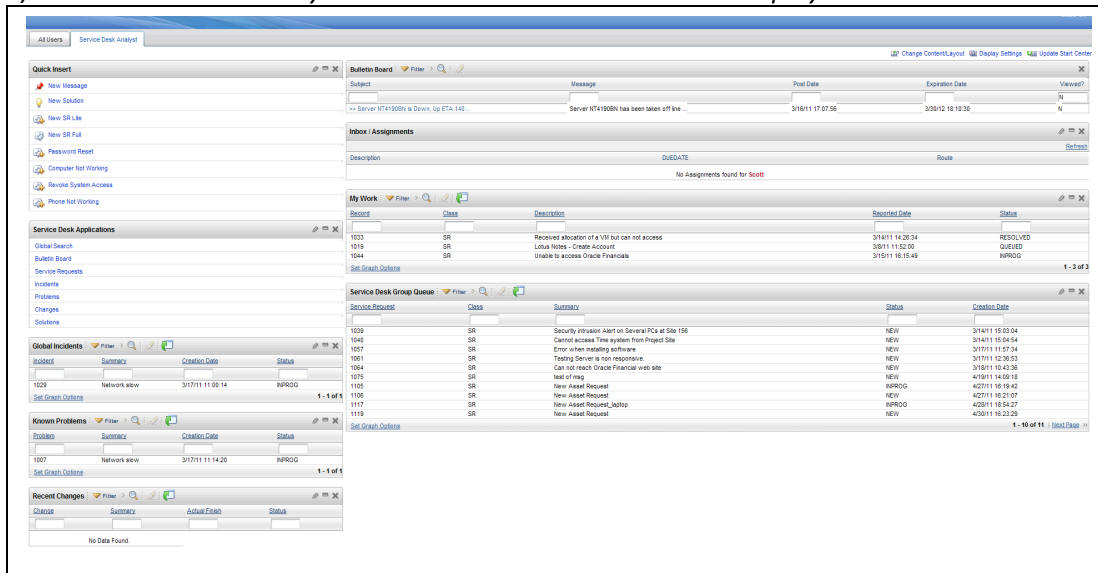 All Users Service Desk Analyst
Change Content/Layout Display Settings Update Start Center
Quick Insert
New Message
New Solution
New SR Lite
New SR Full
Password Reset
Computer Not Working
Revoke System Access
Phone Not Working
Service Desk Applications
Global Search
Bulletin Board
Service Requests
Incidents
Problems
Changes
Solutions
Global Incidents Filter
Incident Summary Creation Date Status
1029 Network slow 3/17/11 11:00:14 INPROG
Set Graph Options 1 - 1 of 1
Known Problems Filter
Problem Summary Creation Date Status
1007 Network slow 3/17/11 11:14:20 INPROG
Set Graph Options 1 - 1 of 1
Recent Changes Filter
Change Summary Actual Finish Status
No Data Found.
Bulletin Board Filter
Subject Message Post Date Expiration Date Viewed?
N
>> Server NT4190BN is Down, Up ETA 140... Server NT4190BN has been taken off line ... 3/16/11 17:07:56 3/30/12 18:10:30 N
Inbox / Assignments
Refresh
Description DUEDATE Route
No Assignments found for Scott
My Work Filter
Record Class Description Reported Date Status
1033 SR Received allocation of a VM but can not access 3/14/11 14:26:34 RESOLVED
1019 SR Lotus Notes - Create Account 3/8/11 11:52:00 QUEUED
1044 SR Unable to access Oracle Financials 3/15/11 16:15:49 INPROG
Set Graph Options 1 - 3 of 3
Service Desk Group Queue Filter
Service Request Class Summary Status Creation Date
1039 SR Security intrusion Alert on Several PCs at Site 156 NEW 3/14/11 15:03:04
1040 SR Cannot access Time system from Project Site NEW 3/14/11 15:04:54
1057 SR Error when installing software NEW 3/17/11 11:57:34
1061 SR Testing Server is non responsive. NEW 3/17/11 12:36:53
1064 SR Can not reach Oracle Financial web site NEW 3/18/11 10:43:36
1075 SR test of msg NEW 4/19/11 14:09:18
1105 SR New Asset Request INPROG 4/27/11 16:19:42
1106 SR New Asset Request NEW 4/27/11 16:21:07
1117 SR New Asset Request_laptop INPROG 4/28/11 18:54:27
1119 SR New Asset Request NEW 4/30/11 16:23:29
Set Graph Options 1 - 10 of 11 Next Page >>